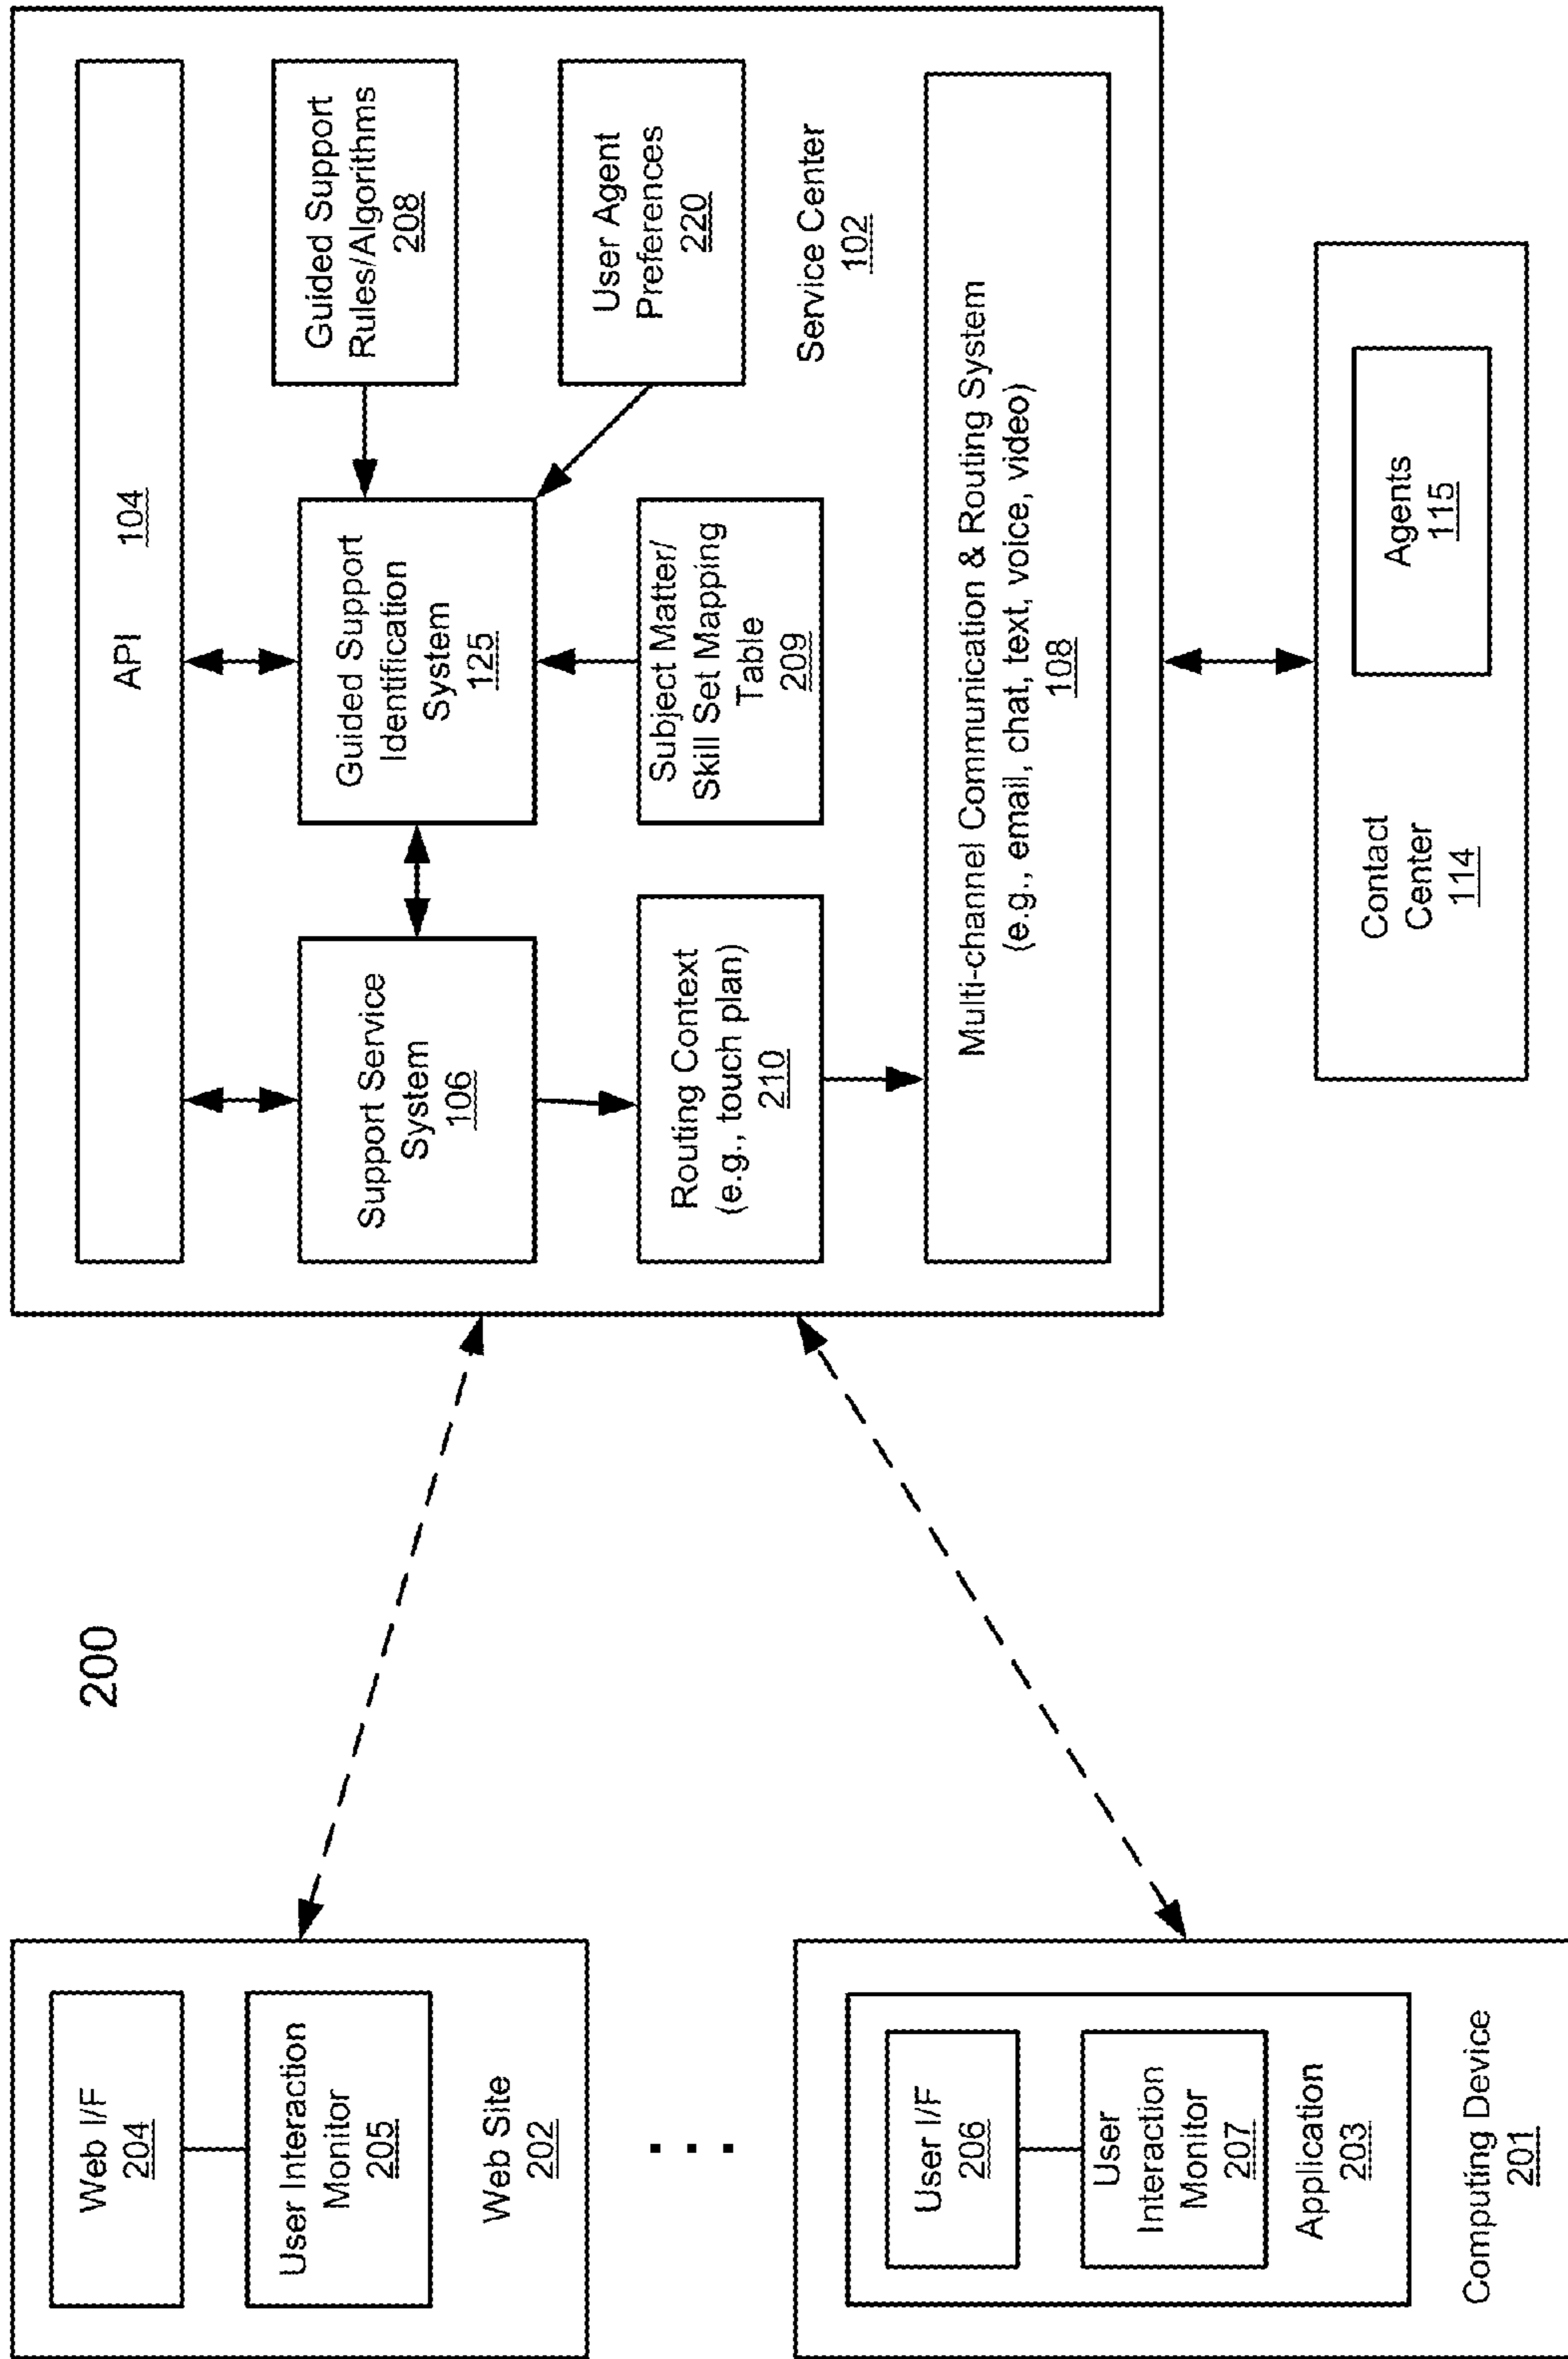 200
Web I/F
204
User Interaction
Monitor
205
Web Site
202
. . .
User I/F
206
User
Interaction
Monitor
207
Application
203
Computing Device
201
API 104
Support Service
System
106
Guided Support
Identification
System
125
Guided Support
Rules/Algorithms
208
Routing Context
(e.g., touch plan)
210
Subject Matter/
Skill Set Mapping
Table
209
User Agent
Preferences
220
Service Center
102
Multi-channel Communication & Routing System
(e.g., email, chat, text, voice, video)
108
Contact
Center
114
Agents
115